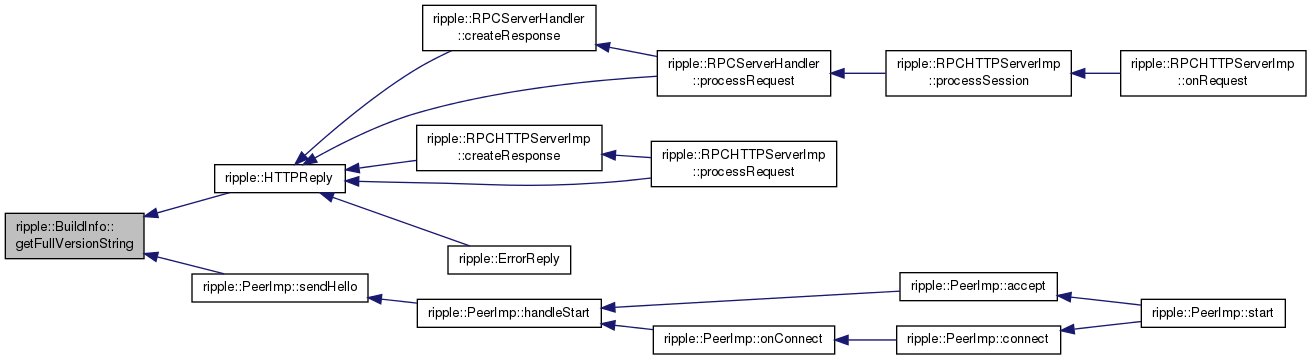 ripple::RPCServerHandler
::createResponse
ripple::RPCServerHandler
::processRequest
ripple::RPCHTTPServerImp
::processSession
ripple::RPCHTTPServerImp
::onRequest
ripple::RPCHTTPServerImp
::createResponse
ripple::RPCHTTPServerImp
::processRequest
ripple::HTTPReply
ripple::BuildInfo::
getFullVersionString
ripple::ErrorReply
ripple::PeerImp::sendHello
ripple::PeerImp::handleStart
ripple::PeerImp::accept
ripple::PeerImp::start
ripple::PeerImp::onConnect
ripple::PeerImp::connect